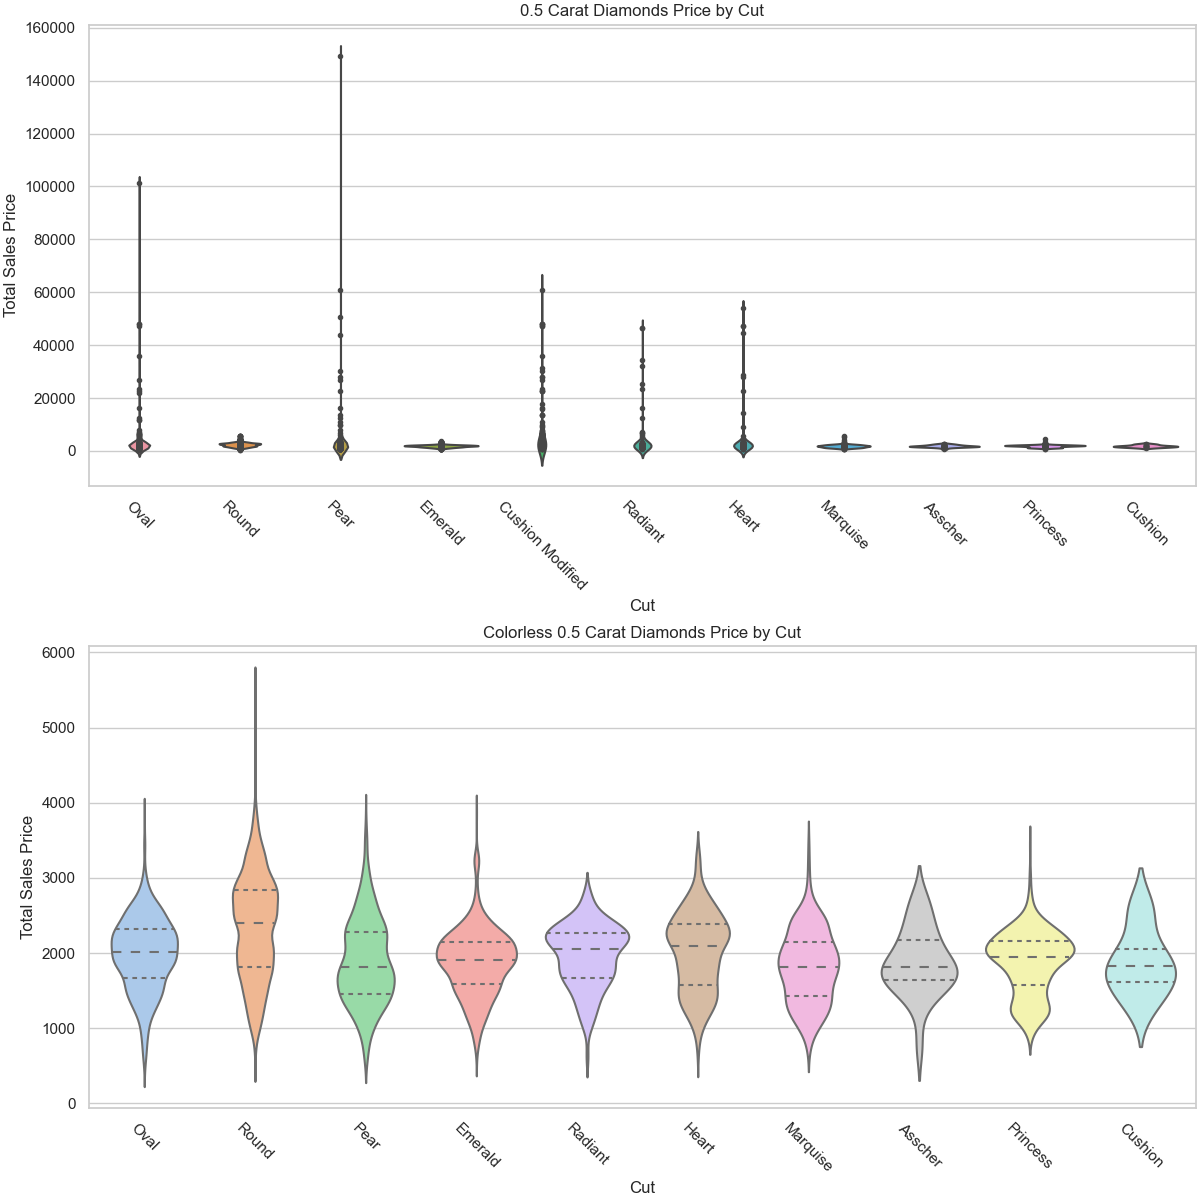 0.5 Carat Diamonds Price by Cut
Total Sales Price
160000
140000
120000
100000
80000
60000
40000
20000
0
Oval
Round
Pear
Emerald
Cushion Modified
Radiant
Heart
Marquise
Asscher
Princess
Cushion
Cut
Colorless 0.5 Carat Diamonds Price by Cut
Total Sales Price
6000
5000
4000
3000
2000
1000
0
Oval
Round
Pear
Emerald
Radiant
Heart
Marquise
Asscher
Princess
Cushion
Cut